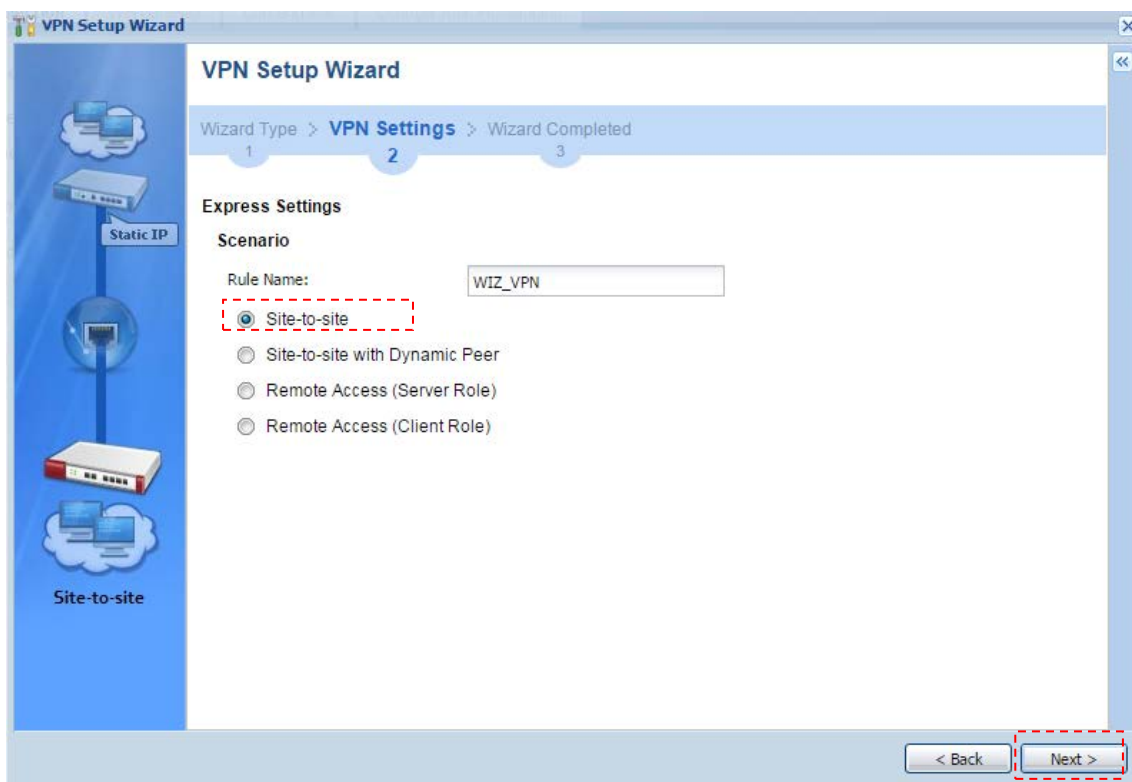 VPN Setup Wizard
VPN Setup Wizard
Wizard Type > VPN Settings > Wizard Completed
1 2 3
Static IP
Site-to-site
Express Settings
Scenario
Rule Name: WIZ_VPN
Site-to-site
Site-to-site with Dynamic Peer
Remote Access (Server Role)
Remote Access (Client Role)
< Back Next >